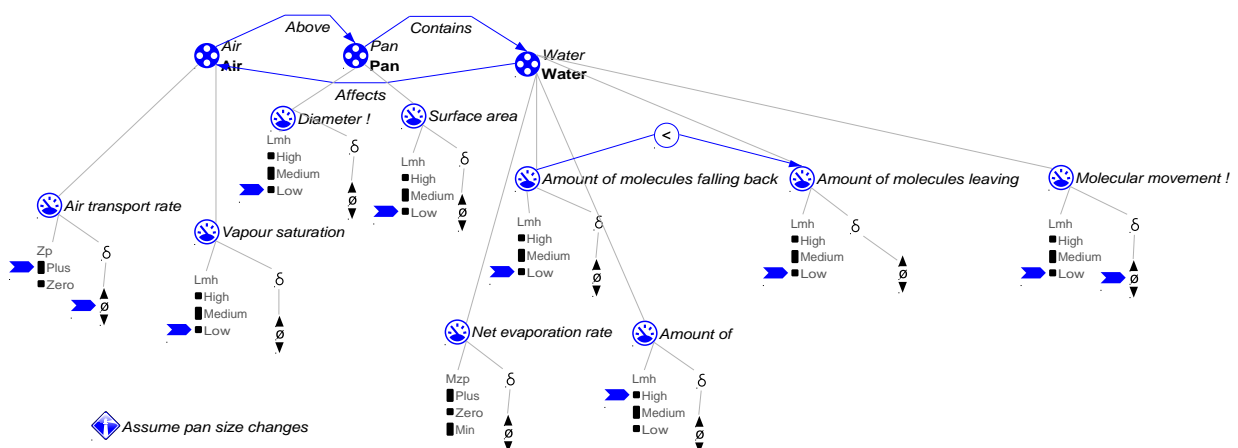 Above
Contains
Air
Air
Pan
Pan
Water
Water
Affects
Diameter !
Surface area
Lmh
High
Medium
Low
δ
ø
Lmh
High
Medium
Low
δ
ø
<
Amount of molecules falling back
Amount of molecules leaving
Molecular movement !
Lmh
High
Medium
Low
δ
ø
Lmh
High
Medium
Low
δ
ø
Lmh
High
Medium
Low
δ
ø
Air transport rate
Zp
Plus
Zero
δ
ø
Vapour saturation
Lmh
High
Medium
Low
δ
ø
Net evaporation rate
Mzp
Plus
Zero
Min
δ
ø
Amount of
Lmh
High
Medium
Low
δ
ø
Assume pan size changes